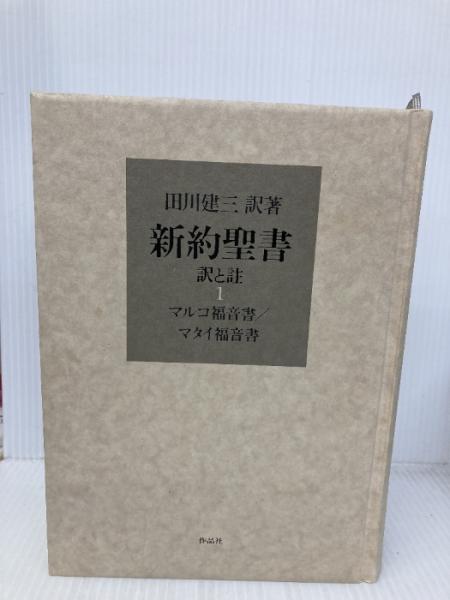 田川建三 訳著
新約聖書
訳と註
1
マルコ福音書/
マタイ福音書
作品社